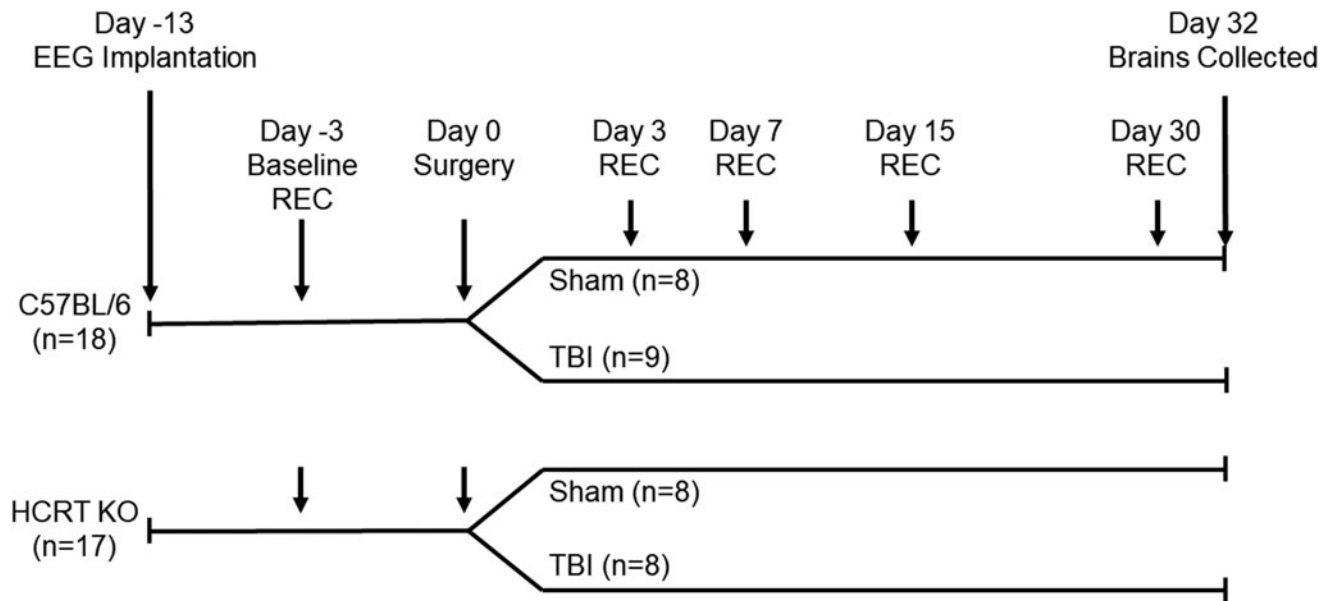 Day -13
EEG Implantation
Day 32
Brains Collected
Day -3
Baseline
REC
Day 0
Surgery
Day 3
REC
Day 7
REC
Day 15
REC
Day 30
REC
C57BL/6
(n=18)
Sham (n=8)
TBI (n=9)
HCRT KO
(n=17)
Sham (n=8)
TBI (n=8)